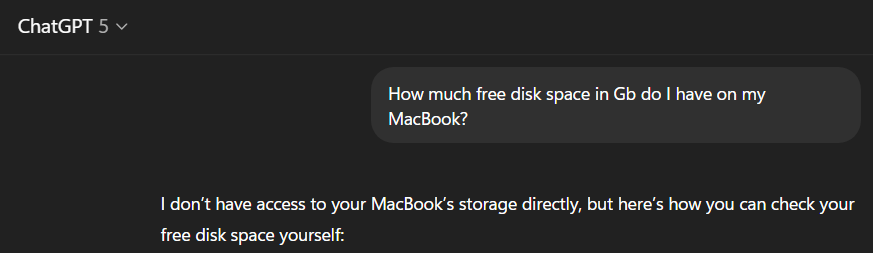 ChatGPT 5
How much free disk space in Gb do I have on my
MacBook?
I don’t have access to your MacBook’s storage directly, but here’s how you can check your
free disk space yourself: